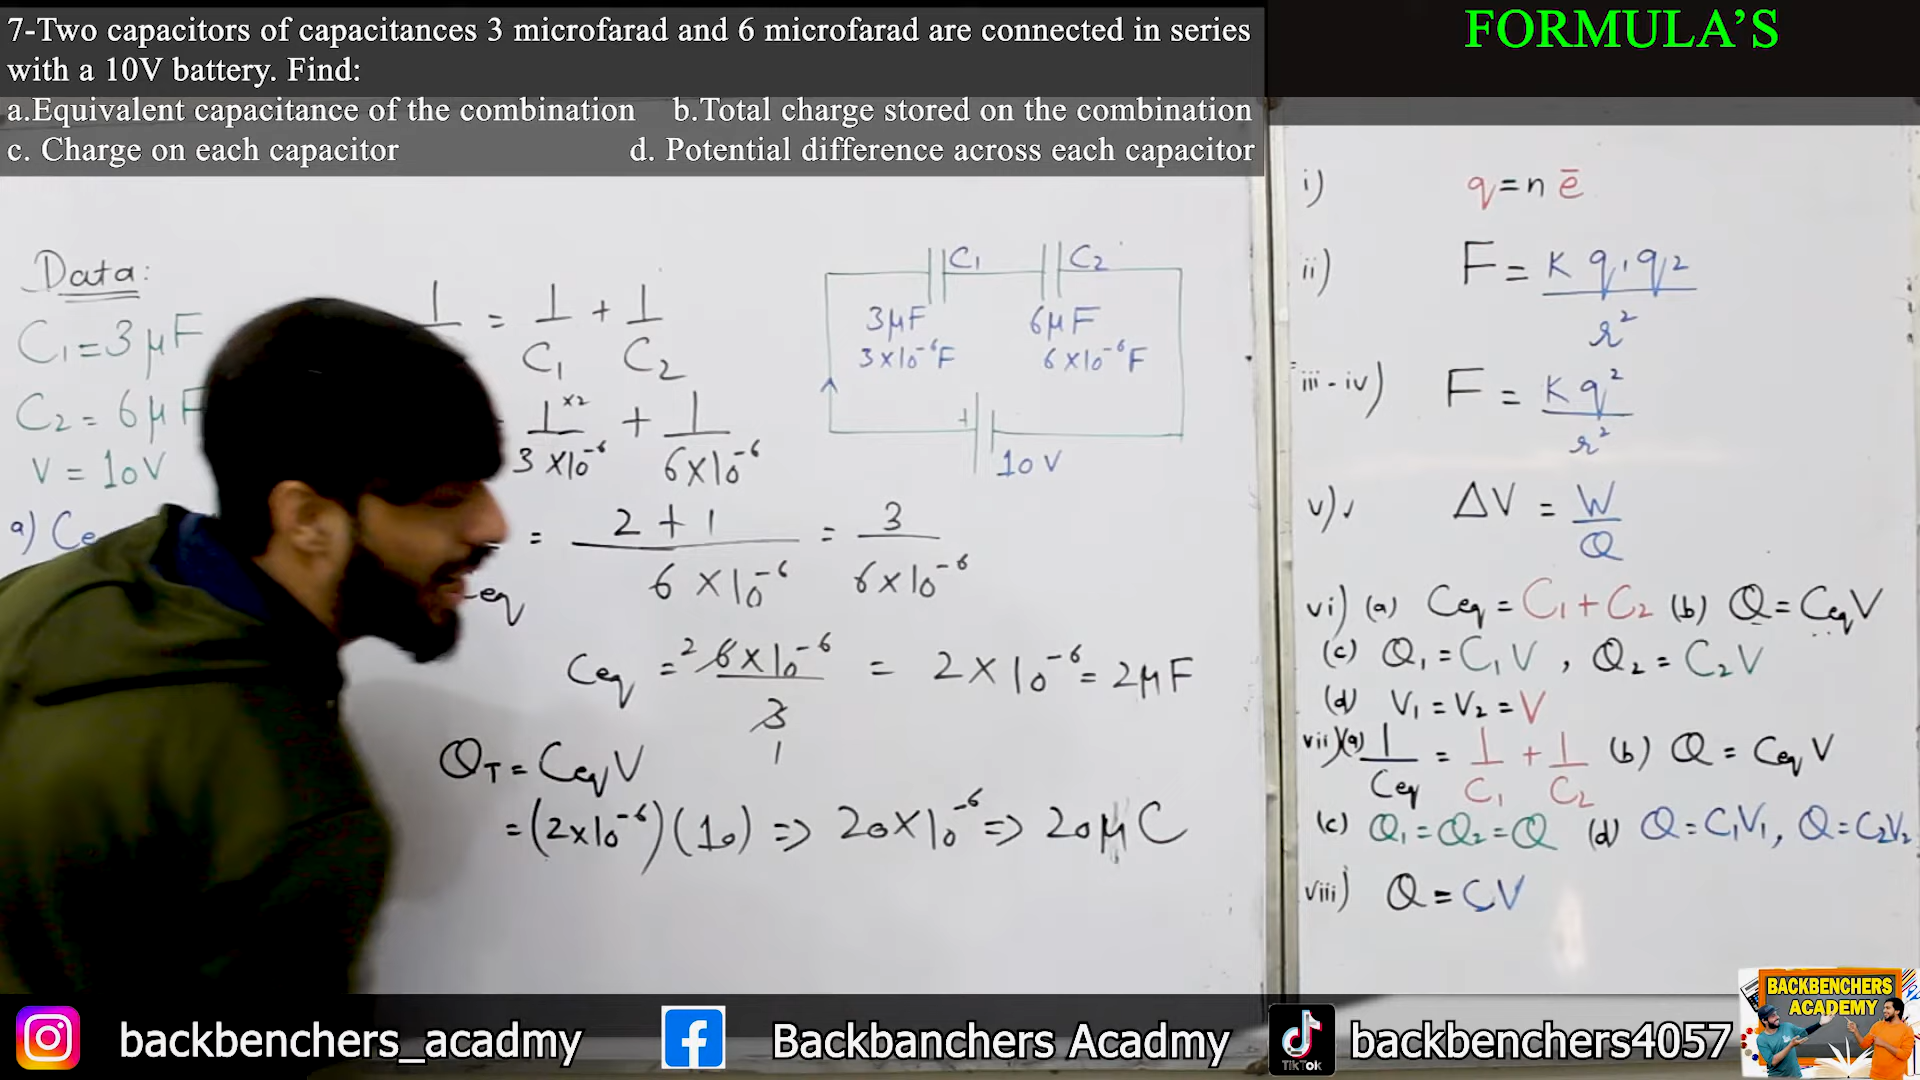 7-Two capacitors of capacitances 3 microfarad and 6 microfarad are connected in series
with a 10V battery. Find:
a.Equivalent capacitance of the combination b.Total charge stored on the combination
c. Charge on each capacitor d. Potential difference across each capacitor
Data:
C₁=3μF
C₂=6μF
V=10V
a) Ce
1 = 1/C₁ + 1/C₂
1ˣ²/3×10⁻⁶ + 1/6×10⁻⁶
eq = 2+1/6×10⁻⁶ = 3/6×10⁻⁶
Ceq = ² 6×10⁻⁶/3 1 = 2×10⁻⁶ = 2μF
Q_T = CeqV
=(2×10⁻⁶)(10) => 20×10⁻⁶ => 20μC
C₁ C₂
3μF 6μF
3×10⁻⁶F 6×10⁻⁶F
+
10V
FORMULA’S
i) q=nē
ii) F = Kq₁q₂/r²
iii-iv) F = Kq²/r²
v)✓ ΔV = W/Q
vi) (a) Ceq = C₁+C₂ (b) Q=CeqV
(c) Q₁=C₁V , Q₂=C₂V
(d) V₁=V₂=V
vii)(a) 1/Ceq = 1/C₁ + 1/C₂ (b) Q = CeqV
(c) Q₁=Q₂=Q (d) Q=C₁V₁, Q=C₂V₂
viii) Q=CV
BACKBENCHERS
ACADEMY
backbenchers_acadmy Backbanchers Acadmy TikTok backbenchers4057